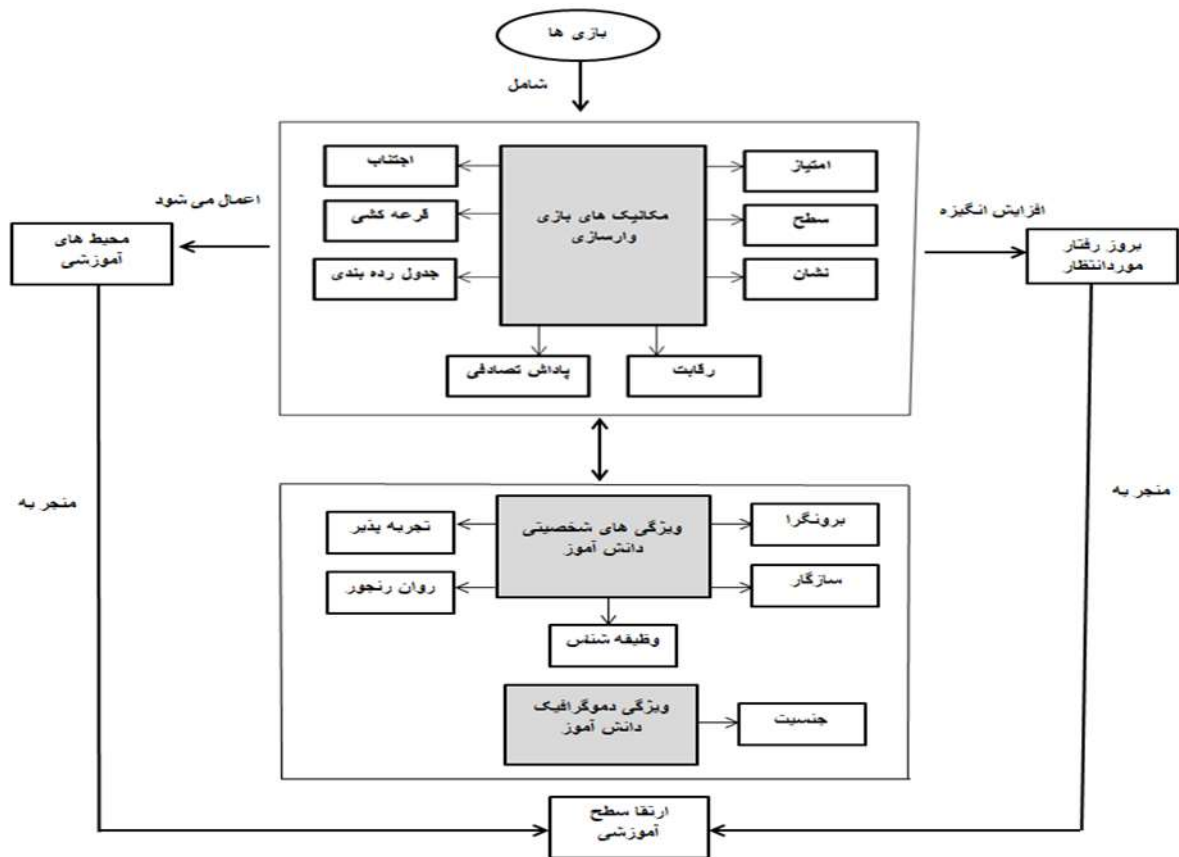 بازی ها
شامل
اجتناب
امتیاز
مکانیک های بازی
وارسازی
قرعه کشی
سطح
جدول رده بندی
نشان
پاداش تصادفی
رقابت
اعمال می شود
محیط های
آموزشی
افزایش انگیزه
بروز رفتار
موردانتظار
منجر به
منجر به
ویژگی های شخصیتی
دانش آموز
برونگرا
تجربه پذیر
سازگار
روان رنجور
وظیفه شناس
ویژگی دموگرافیک
دانش آموز
جنسیت
ارتقا سطح
آموزشی